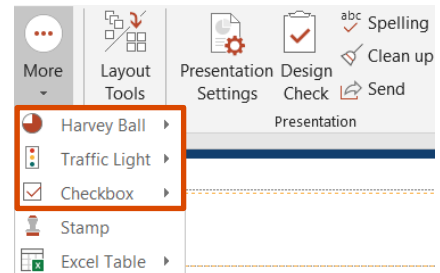 abc Spelling
Clean up
More Layout Tools Presentation Settings Design Check Send
Presentation
Harvey Ball
Traffic Light
Checkbox
Stamp
Excel Table